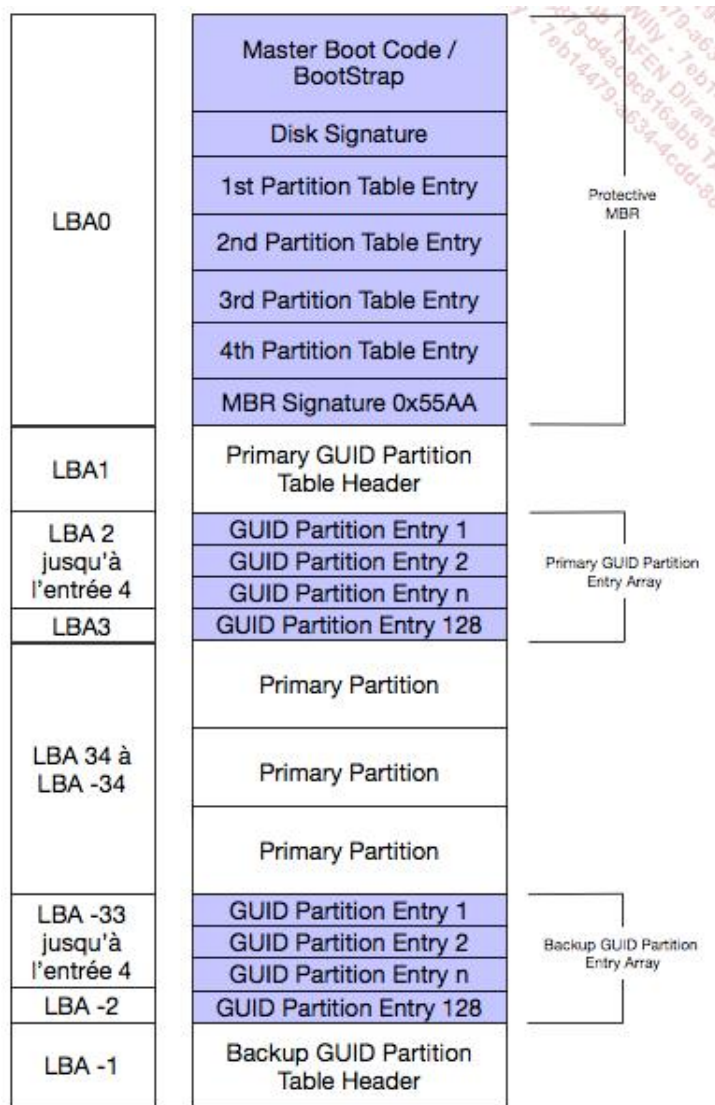 Master Boot Code /
BootStrap
Disk Signature
1st Partition Table Entry
LBA0
2nd Partition Table Entry
Protective
MBR
3rd Partition Table Entry
4th Partition Table Entry
MBR Signature 0x55AA
LBA1
Primary GUID Partition
Table Header
LBA 2
jusqu'à
l'entrée 4
GUID Partition Entry 1
GUID Partition Entry 2
GUID Partition Entry n
Primary GUID Partition
Entry Array
LBA3
GUID Partition Entry 128
LBA 34 à
LBA -34
Primary Partition
Primary Partition
Primary Partition
LBA -33
jusqu'à
l'entrée 4
GUID Partition Entry 1
GUID Partition Entry 2
GUID Partition Entry n
Backup GUID Partition
Entry Array
LBA -2
GUID Partition Entry 128
LBA -1
Backup GUID Partition
Table Header